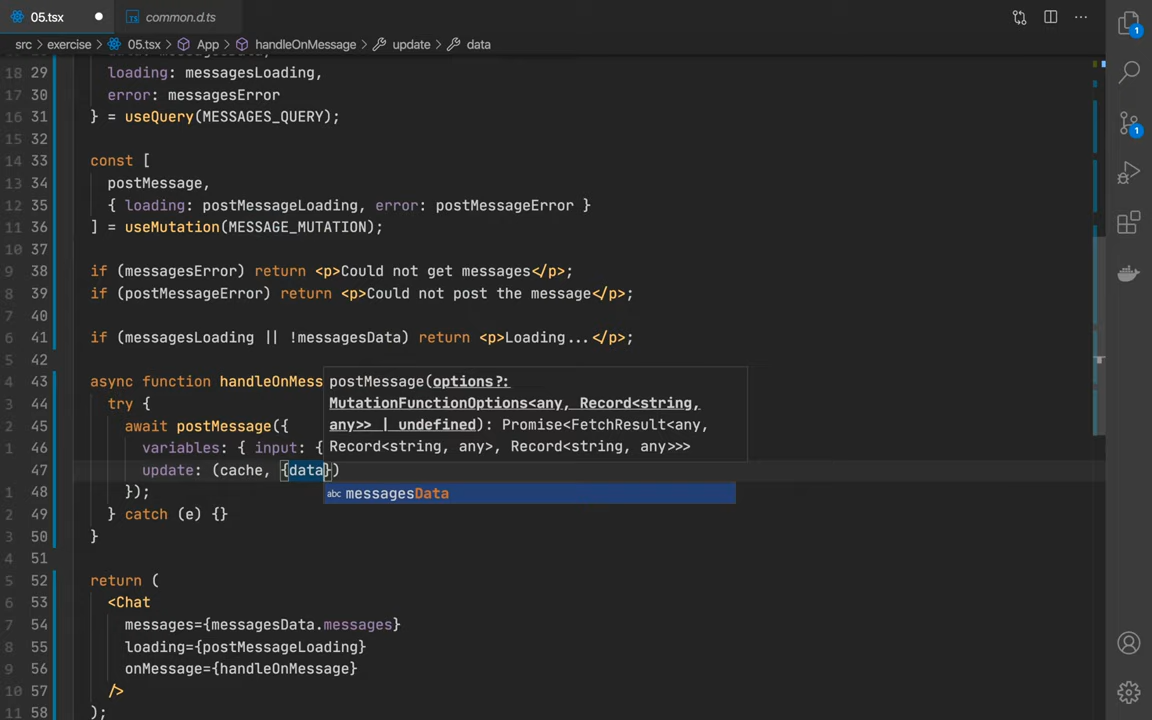 05.tsx common.d.ts
src > exercise > 05.tsx > App > handleOnMessage > update > data
18 29 loading: messagesLoading,
17 30 error: messagesError
16 31 } = useQuery(MESSAGES_QUERY);
15 32
14 33 const [
13 34 postMessage,
12 35 { loading: postMessageLoading, error: postMessageError }
11 36 ] = useMutation(MESSAGE_MUTATION);
10 37
9 38 if (messagesError) return <p>Could not get messages</p>;
8 39 if (postMessageError) return <p>Could not post the message</p>;
7 40
6 41 if (messagesLoading || !messagesData) return <p>Loading...</p>;
5 42
4 43 async function handleOnMess
3 44 try {
2 45 await postMessage({
1 46 variables: { input: {
47 update: (cache, {data})
1 48 });
2 49 } catch (e) {}
3 50 }
4 51
5 52 return (
6 53 <Chat
7 54 messages={messagesData.messages}
8 55 loading={postMessageLoading}
9 56 onMessage={handleOnMessage}
10 57 />
11 58 );
postMessage(options?:
MutationFunctionOptions<any, Record<string,
any>> | undefined): Promise<FetchResult<any,
Record<string, any>, Record<string, any>>>
abc messagesData
1
1